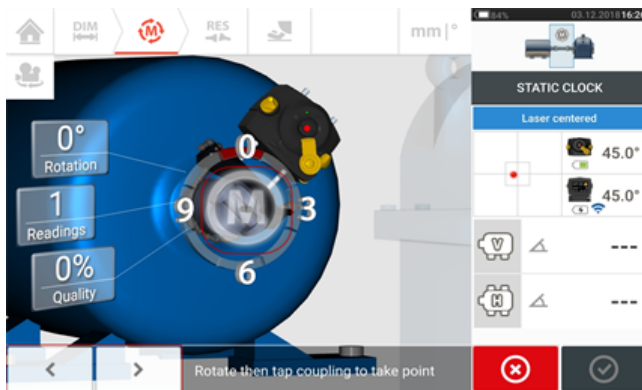 84%
03.12.2018 16:20
DIM
M
RES
mm|°
M
STATIC CLOCK
Laser centered
45.0°
45.0°
0°
Rotation
1
Readings
0%
Quality
0
9
M
3
6
V
---
H
---
Rotate then tap coupling to take point